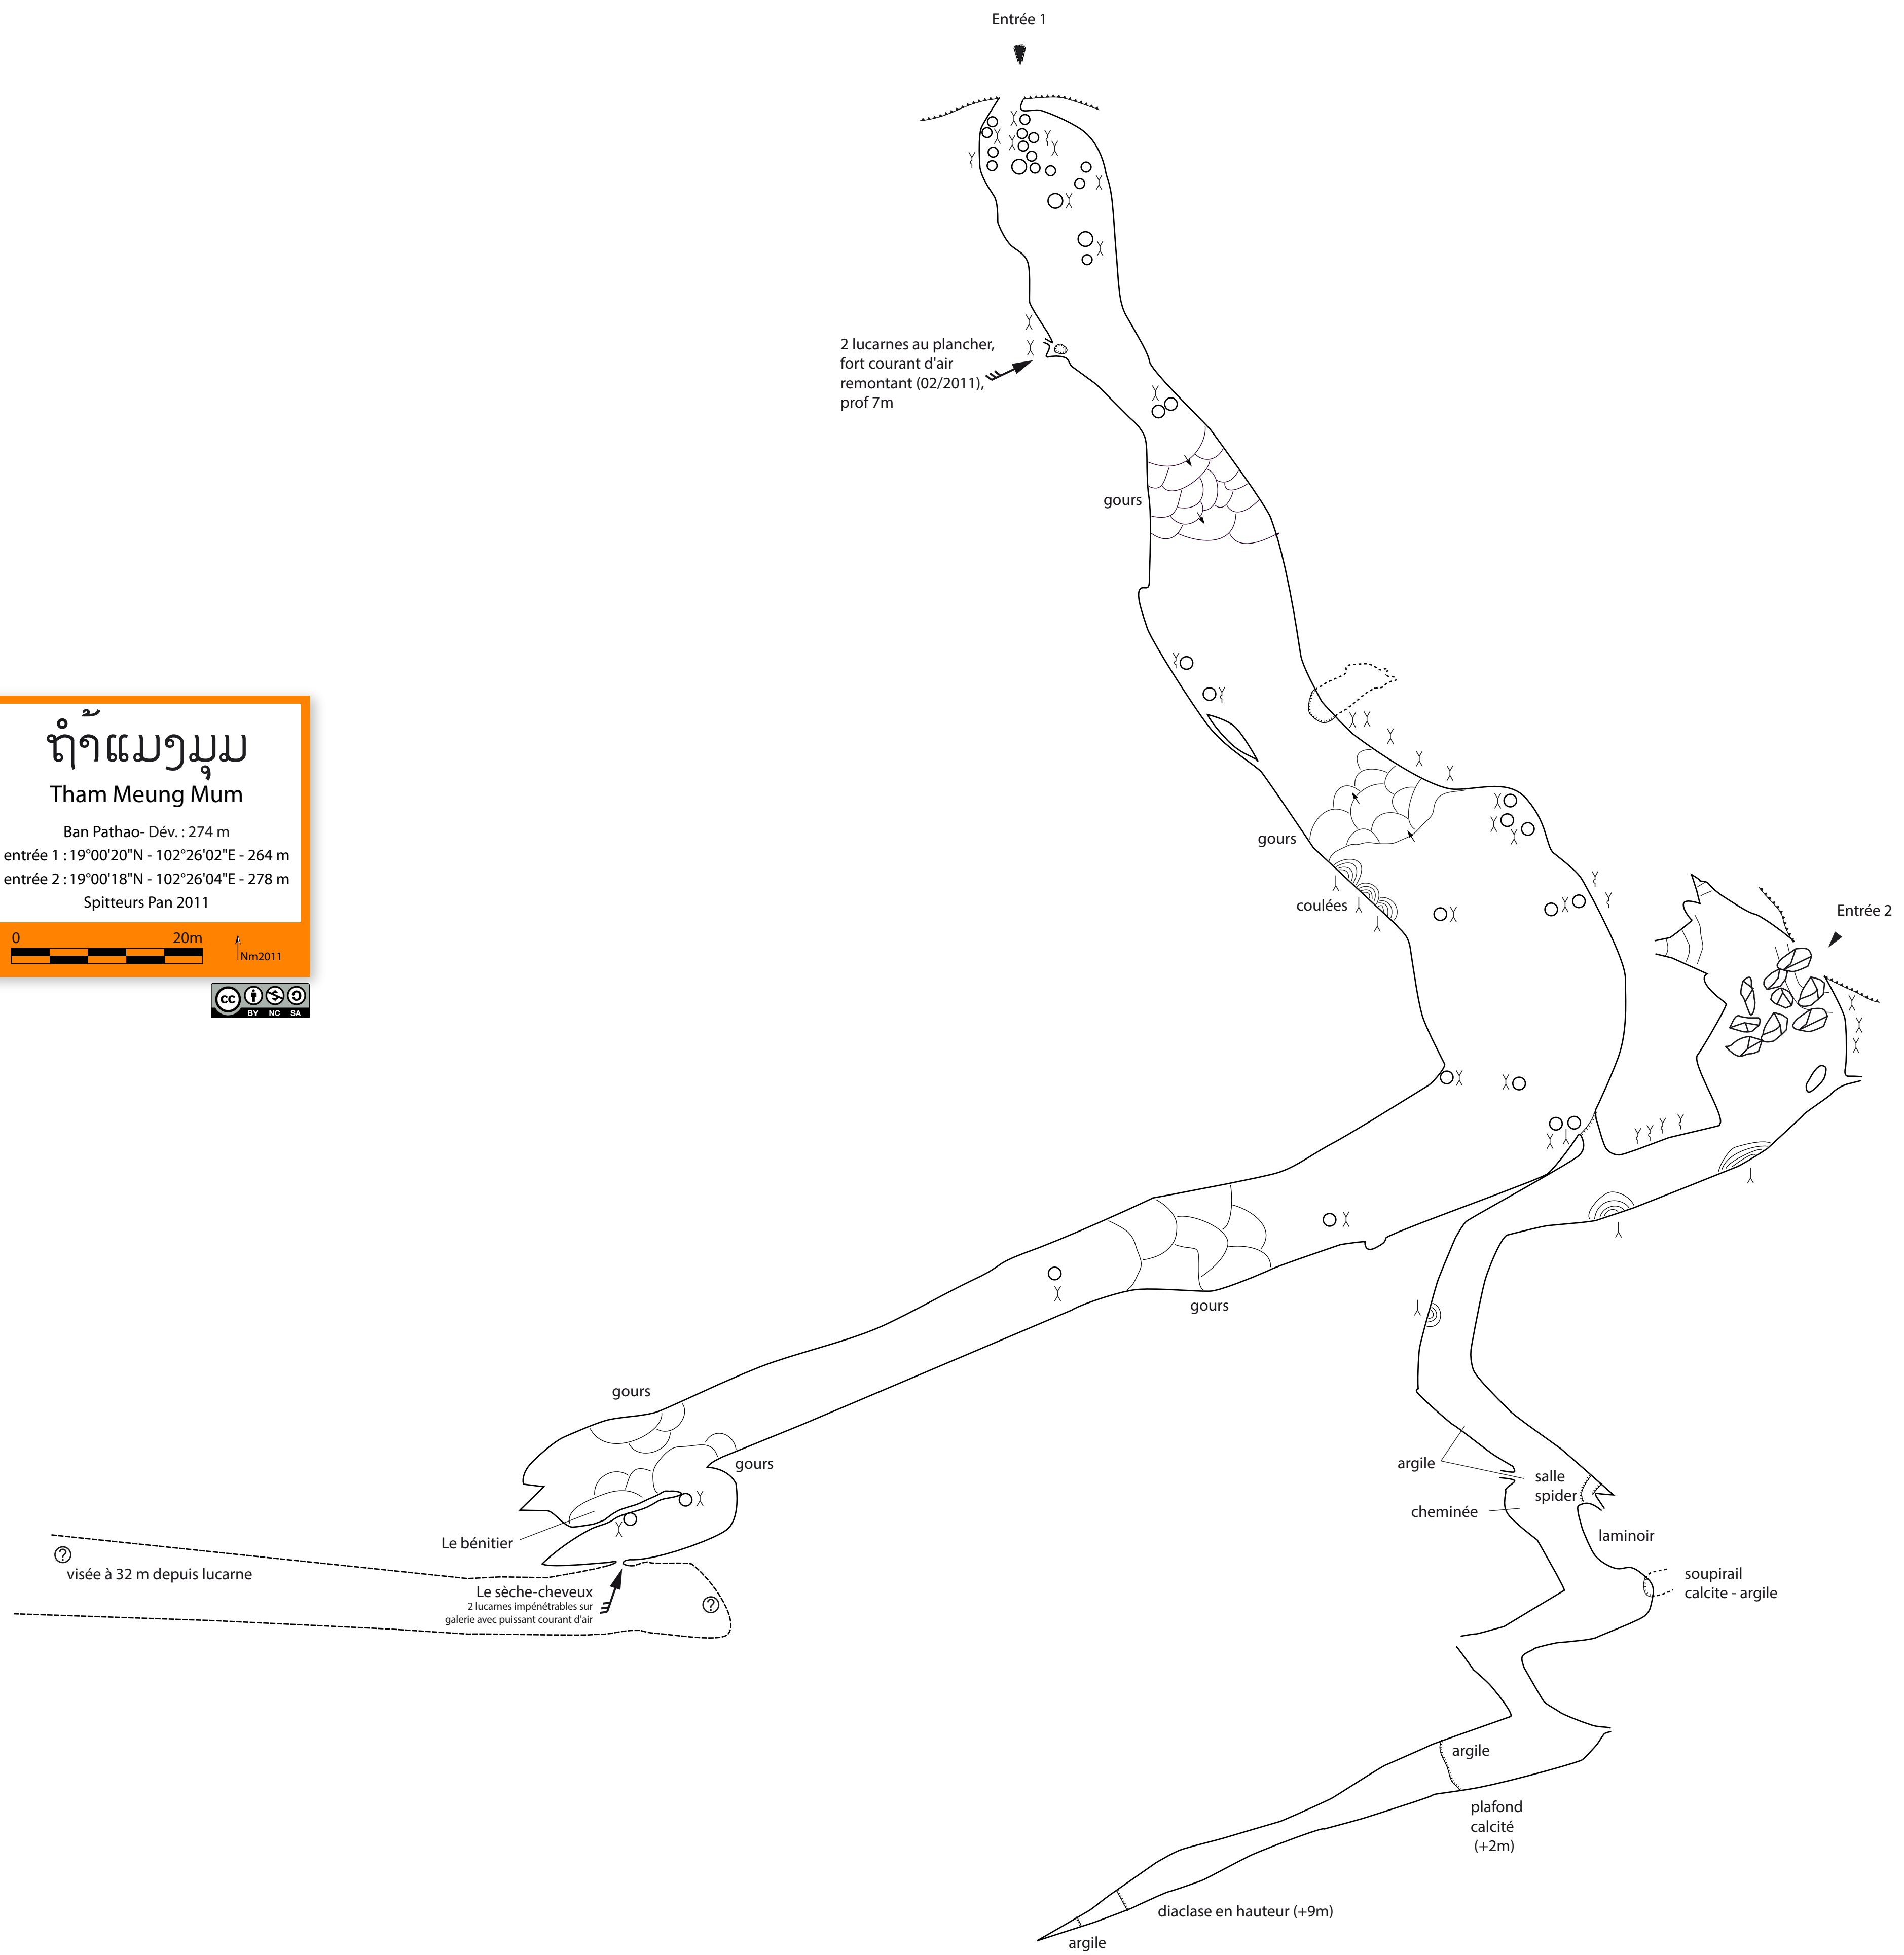 Entrée 1
2 lucarnes au plancher,
fort courant d'air
remontant (02/2011),
prof 7m
gours
ຖ້ຳແມງມຸມ
Tham Meung Mum
Ban Pathao- Dév. : 274 m
entrée 1 : 19°00'20"N - 102°26'02"E - 264 m
entrée 2 : 19°00'18"N - 102°26'04"E - 278 m
Spitteurs Pan 2011
0
20m
Nm2011
cc
BY NC SA
gours
coulées
Entrée 2
gours
gours
gours
Le bénitier
?
visée à 32 m depuis lucarne
Le sèche-cheveux
2 lucarnes impénétrables sur
galerie avec puissant courant d'air
?
argile
salle
spider
cheminée
laminoir
soupirail
calcite - argile
argile
plafond
calcité
(+2m)
diaclase en hauteur (+9m)
argile